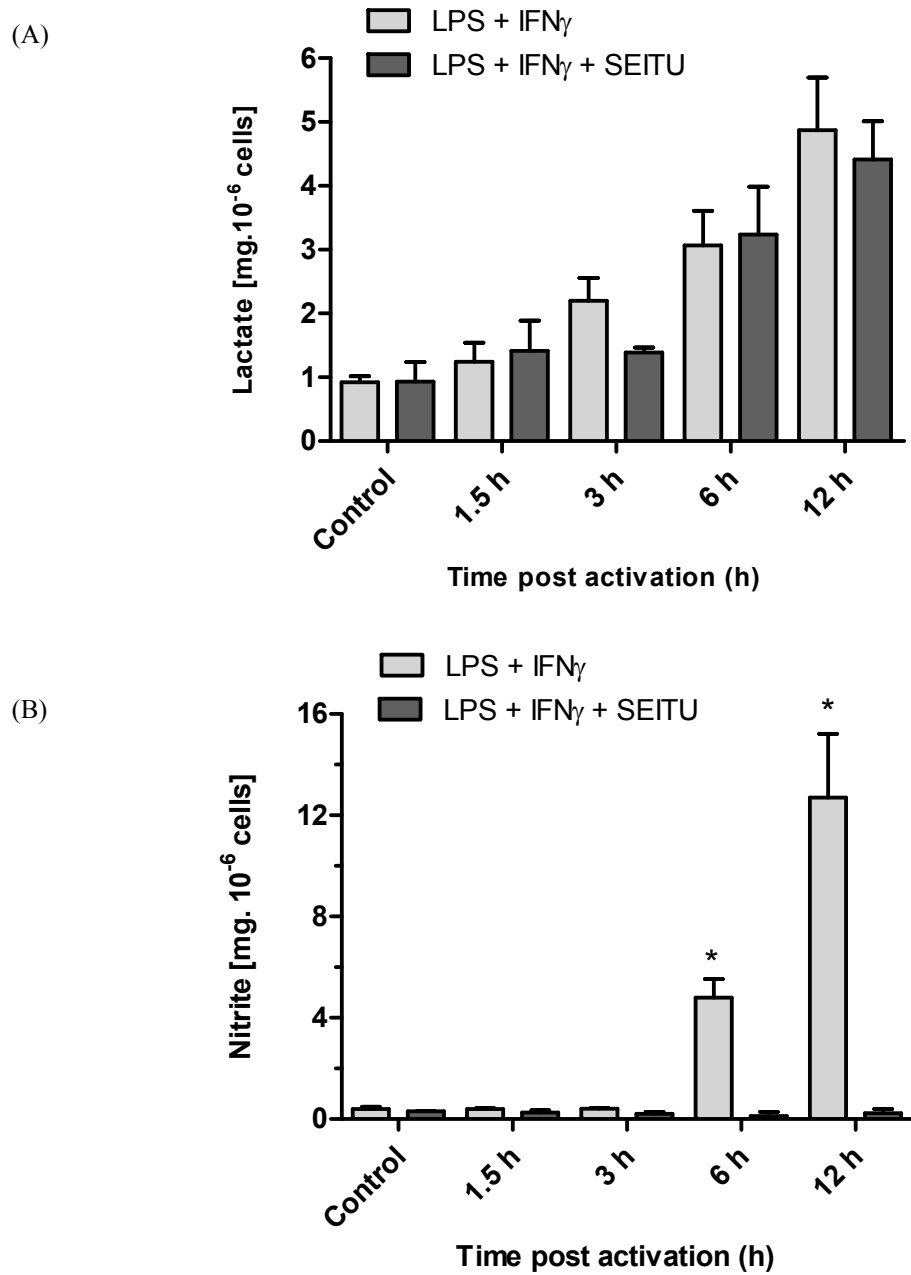 (A)
LPS + IFNγ
LPS + IFNγ + SEITU
Lactate [mg.10⁻⁶ cells]
6
5
4
3
2
1
0
Control
1.5 h
3 h
6 h
12 h
Time post activation (h)
(B)
LPS + IFNγ
LPS + IFNγ + SEITU
Nitrite [mg. 10⁻⁶ cells]
16
12
8
4
0
*
*
Control
1.5 h
3 h
6 h
12 h
Time post activation (h)